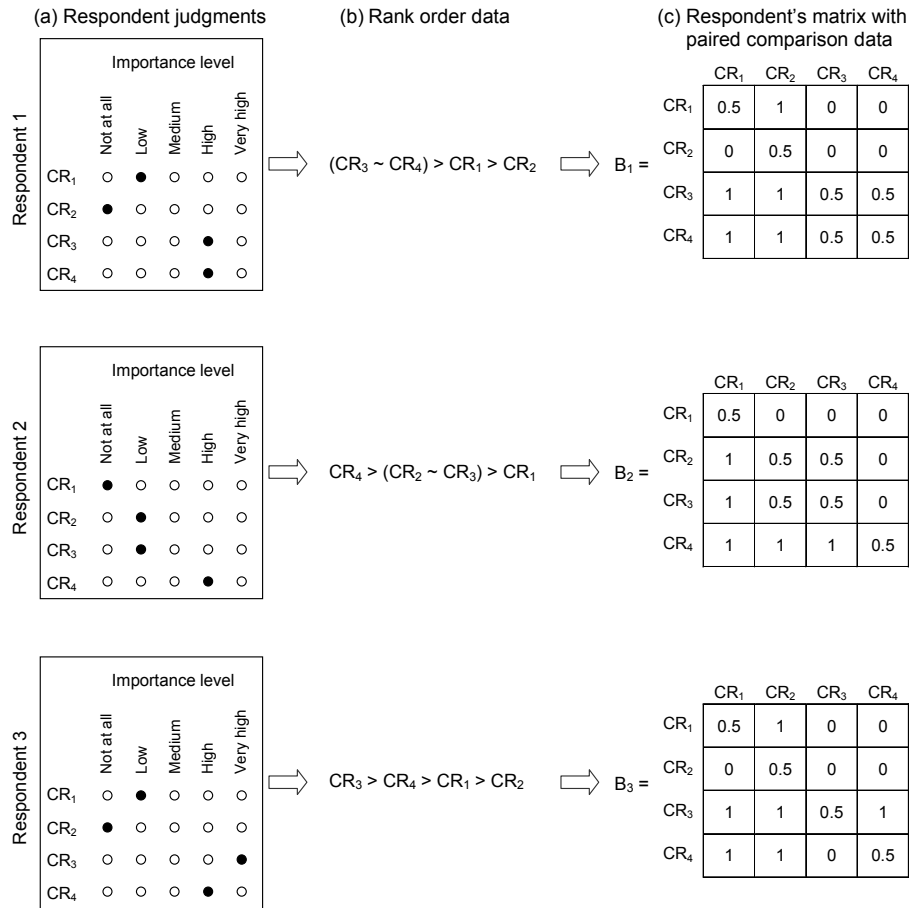 (a) Respondent judgments (b) Rank order data (c) Respondent’s matrix with
paired comparison data
Respondent 1
Importance level
Not at all Low Medium High Very high
CR₁
CR₂
CR₃
CR₄
(CR₃ ~ CR₄) > CR₁ > CR₂
B₁ =
CR₁ CR₂ CR₃ CR₄
CR₁ 0.5 1 0 0
CR₂ 0 0.5 0 0
CR₃ 1 1 0.5 0.5
CR₄ 1 1 0.5 0.5
Respondent 2
Importance level
Not at all Low Medium High Very high
CR₁
CR₂
CR₃
CR₄
CR₄ > (CR₂ ~ CR₃) > CR₁
B₂ =
CR₁ CR₂ CR₃ CR₄
CR₁ 0.5 0 0 0
CR₂ 1 0.5 0.5 0
CR₃ 1 0.5 0.5 0
CR₄ 1 1 1 0.5
Respondent 3
Importance level
Not at all Low Medium High Very high
CR₁
CR₂
CR₃
CR₄
CR₃ > CR₄ > CR₁ > CR₂
B₃ =
CR₁ CR₂ CR₃ CR₄
CR₁ 0.5 1 0 0
CR₂ 0 0.5 0 0
CR₃ 1 1 0.5 1
CR₄ 1 1 0 0.5